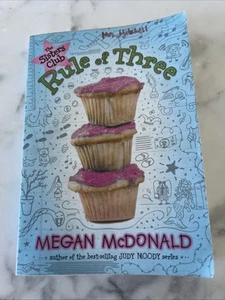 The
Sisters
Club
Rule of Three
MEGAN McDONALD
author of the best-selling JUDY MOODY series